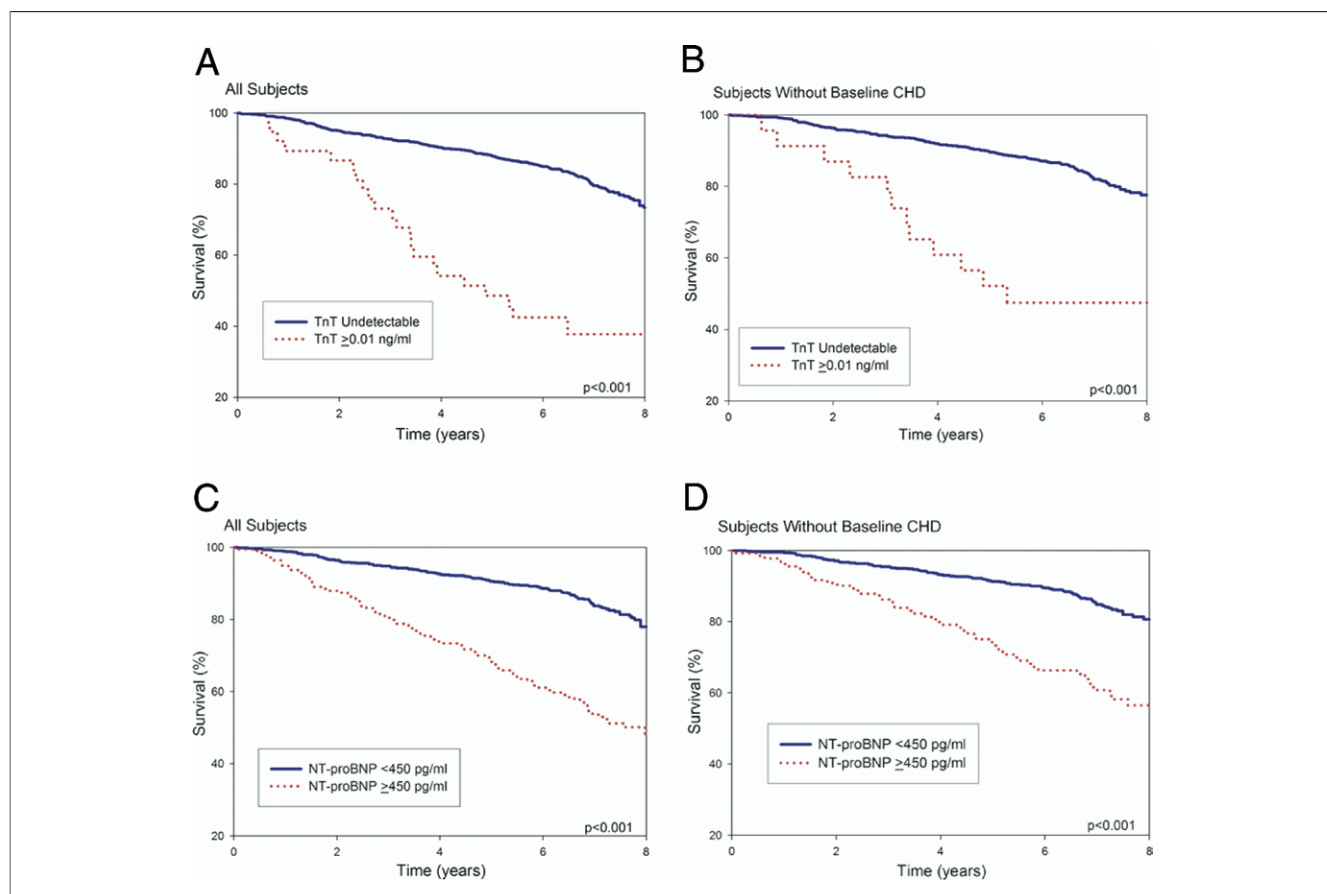 A
All Subjects
100
80
60
40
20
Survival (%)
TnT Undetectable
TnT ≥0.01 ng/ml
p<0.001
0 2 4 6 8
Time (years)
B
Subjects Without Baseline CHD
100
80
60
40
20
Survival (%)
TnT Undetectable
TnT ≥0.01 ng/ml
p<0.001
0 2 4 6 8
Time (years)
C
All Subjects
100
80
60
40
20
Survival (%)
NT-proBNP <450 pg/ml
NT-proBNP ≥450 pg/ml
p<0.001
0 2 4 6 8
Time (years)
D
Subjects Without Baseline CHD
100
80
60
40
20
Survival (%)
NT-proBNP <450 pg/ml
NT-proBNP ≥450 pg/ml
p<0.001
0 2 4 6 8
Time (years)